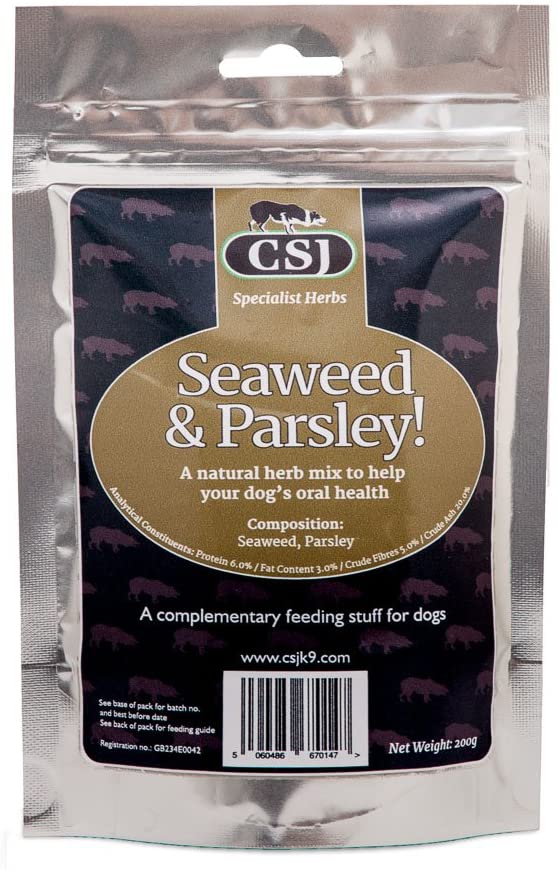 CSJ
Specialist Herbs
Seaweed
& Parsley!
A natural herb mix to help
your dog's oral health
Composition:
Seaweed, Parsley
Analytical Constituents: Protein 6.0% / Fat Content 3.0% / Crude Fibres 5.0% / Crude Ash 20.0%
A complementary feeding stuff for dogs
www.csjk9.com
See base of pack for batch no.
and best before date
See back of pack for feeding guide
Registration no.: GB234E0042
5 060486 670147 >
Net Weight: 200g